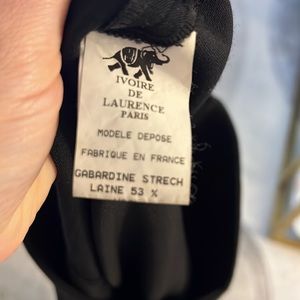 IVOIRE
DE
LAURENCE
PARIS
MODELE DEPOSE
FABRIQUE EN FRANCE
GABARDINE STRECH
LAINE 53 %